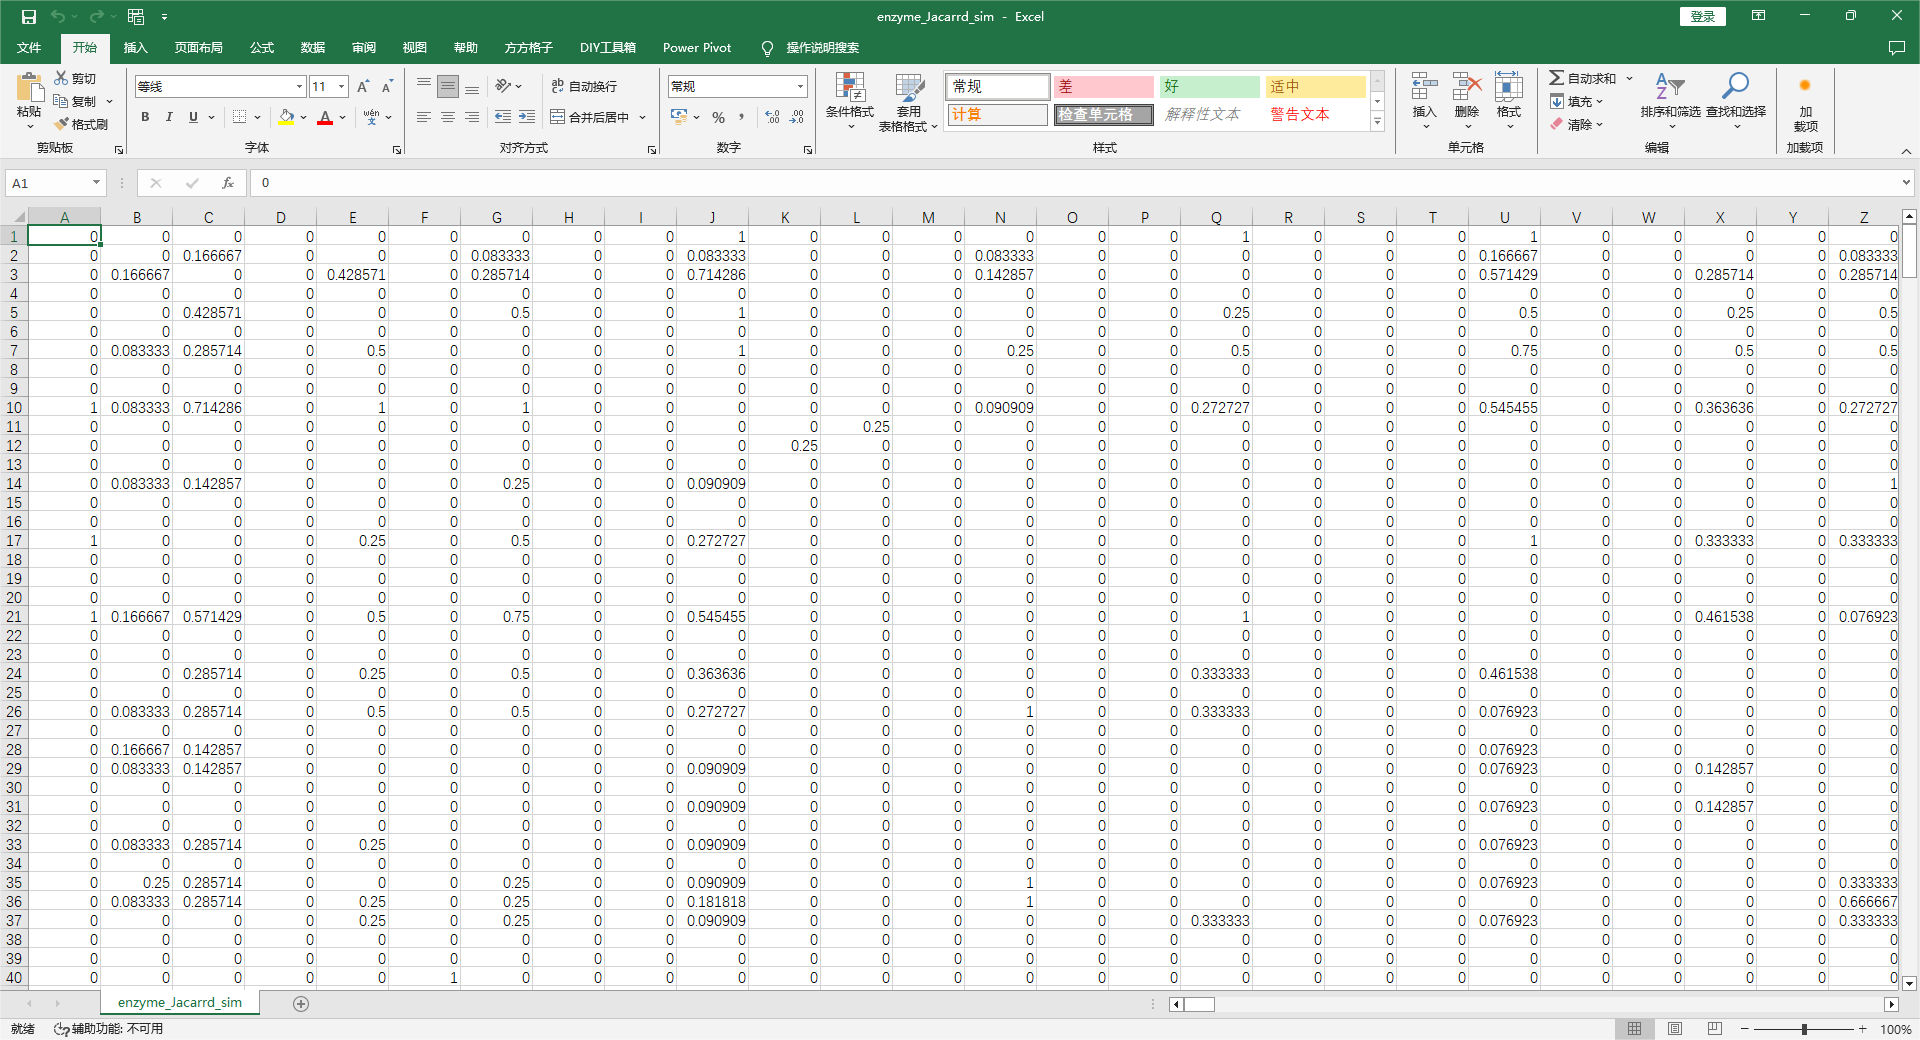 enzyme_Jacarrd_sim - Excel
登录
文件 开始 插入 页面布局 公式 数据 审阅 视图 帮助 方方格子 DIY工具箱 Power Pivot 操作说明搜索
粘贴 剪切 复制 格式刷 剪贴板
等线 11 B I U A wén 文 字体
ab 自动换行 合并后居中 对齐方式
常规 % 数字
条件格式 套用 表格格式 常规 差 好 适中 计算 检查单元格 解释性文本 警告文本 样式
插入 删除 格式 单元格
自动求和 填充 清除 排序和筛选 查找和选择 编辑
加载项 加载项
A1 fx 0
A B C D E F G H I J K L M N O P Q R S T U V W X Y Z
1 0 0 0 0 0 0 0 0 0 1 0 0 0 0 0 0 1 0 0 0 1 0 0 0 0 0
2 0 0 0.166667 0 0 0 0.083333 0 0 0.083333 0 0 0 0.083333 0 0 0 0 0 0 0.166667 0 0 0 0 0.083333
3 0 0.166667 0 0 0.428571 0 0.285714 0 0 0.714286 0 0 0 0.142857 0 0 0 0 0 0 0.571429 0 0 0.285714 0 0.285714
4 0 0 0 0 0 0 0 0 0 0 0 0 0 0 0 0 0 0 0 0 0 0 0 0 0 0
5 0 0 0.428571 0 0 0 0.5 0 0 1 0 0 0 0 0 0 0.25 0 0 0 0.5 0 0 0.25 0 0.5
6 0 0 0 0 0 0 0 0 0 0 0 0 0 0 0 0 0 0 0 0 0 0 0 0 0 0
7 0 0.083333 0.285714 0 0.5 0 0 0 0 1 0 0 0 0.25 0 0 0.5 0 0 0 0.75 0 0 0.5 0 0.5
8 0 0 0 0 0 0 0 0 0 0 0 0 0 0 0 0 0 0 0 0 0 0 0 0 0 0
9 0 0 0 0 0 0 0 0 0 0 0 0 0 0 0 0 0 0 0 0 0 0 0 0 0 0
10 1 0.083333 0.714286 0 1 0 1 0 0 0 0 0 0 0.090909 0 0 0.272727 0 0 0 0.545455 0 0 0.363636 0 0.272727
11 0 0 0 0 0 0 0 0 0 0 0 0.25 0 0 0 0 0 0 0 0 0 0 0 0 0 0
12 0 0 0 0 0 0 0 0 0 0 0.25 0 0 0 0 0 0 0 0 0 0 0 0 0 0 0
13 0 0 0 0 0 0 0 0 0 0 0 0 0 0 0 0 0 0 0 0 0 0 0 0 0 0
14 0 0.083333 0.142857 0 0 0 0.25 0 0 0.090909 0 0 0 0 0 0 0 0 0 0 0 0 0 0 0 1
15 0 0 0 0 0 0 0 0 0 0 0 0 0 0 0 0 0 0 0 0 0 0 0 0 0 0
16 0 0 0 0 0 0 0 0 0 0 0 0 0 0 0 0 0 0 0 0 0 0 0 0 0 0
17 1 0 0 0 0.25 0 0.5 0 0 0.272727 0 0 0 0 0 0 0 0 0 0 1 0 0 0.333333 0 0.333333
18 0 0 0 0 0 0 0 0 0 0 0 0 0 0 0 0 0 0 0 0 0 0 0 0 0 0
19 0 0 0 0 0 0 0 0 0 0 0 0 0 0 0 0 0 0 0 0 0 0 0 0 0 0
20 0 0 0 0 0 0 0 0 0 0 0 0 0 0 0 0 0 0 0 0 0 0 0 0 0 0
21 1 0.166667 0.571429 0 0.5 0 0.75 0 0 0.545455 0 0 0 0 0 0 1 0 0 0 0 0 0 0.461538 0 0.076923
22 0 0 0 0 0 0 0 0 0 0 0 0 0 0 0 0 0 0 0 0 0 0 0 0 0 0
23 0 0 0 0 0 0 0 0 0 0 0 0 0 0 0 0 0 0 0 0 0 0 0 0 0 0
24 0 0 0.285714 0 0.25 0 0.5 0 0 0.363636 0 0 0 0 0 0 0.333333 0 0 0 0.461538 0 0 0 0 0
25 0 0 0 0 0 0 0 0 0 0 0 0 0 0 0 0 0 0 0 0 0 0 0 0 0 0
26 0 0.083333 0.285714 0 0.5 0 0.5 0 0 0.272727 0 0 0 1 0 0 0.333333 0 0 0 0.076923 0 0 0 0 0
27 0 0 0 0 0 0 0 0 0 0 0 0 0 0 0 0 0 0 0 0 0 0 0 0 0 0
28 0 0.166667 0.142857 0 0 0 0 0 0 0 0 0 0 0 0 0 0 0 0 0 0.076923 0 0 0 0 0
29 0 0.083333 0.142857 0 0 0 0 0 0 0.090909 0 0 0 0 0 0 0 0 0 0 0.076923 0 0 0.142857 0 0
30 0 0 0 0 0 0 0 0 0 0 0 0 0 0 0 0 0 0 0 0 0 0 0 0 0 0
31 0 0 0 0 0 0 0 0 0 0.090909 0 0 0 0 0 0 0 0 0 0 0.076923 0 0 0.142857 0 0
32 0 0 0 0 0 0 0 0 0 0 0 0 0 0 0 0 0 0 0 0 0 0 0 0 0 0
33 0 0.083333 0.285714 0 0.25 0 0 0 0 0.090909 0 0 0 0 0 0 0 0 0 0 0.076923 0 0 0 0 0
34 0 0 0 0 0 0 0 0 0 0 0 0 0 0 0 0 0 0 0 0 0 0 0 0 0 0
35 0 0.25 0.285714 0 0 0 0.25 0 0 0.090909 0 0 0 1 0 0 0 0 0 0 0.076923 0 0 0 0 0.333333
36 0 0.083333 0.285714 0 0.25 0 0.25 0 0 0.181818 0 0 0 1 0 0 0 0 0 0 0 0 0 0 0 0.666667
37 0 0 0 0 0.25 0 0.25 0 0 0.090909 0 0 0 0 0 0 0.333333 0 0 0 0.076923 0 0 0 0 0.333333
38 0 0 0 0 0 0 0 0 0 0 0 0 0 0 0 0 0 0 0 0 0 0 0 0 0 0
39 0 0 0 0 0 0 0 0 0 0 0 0 0 0 0 0 0 0 0 0 0 0 0 0 0 0
40 0 0 0 0 0 1 0 0 0 0 0 0 0 0 0 0 0 0 0 0 0 0 0 0 0 0
enzyme_Jacarrd_sim
就绪 辅助功能: 不可用 100%